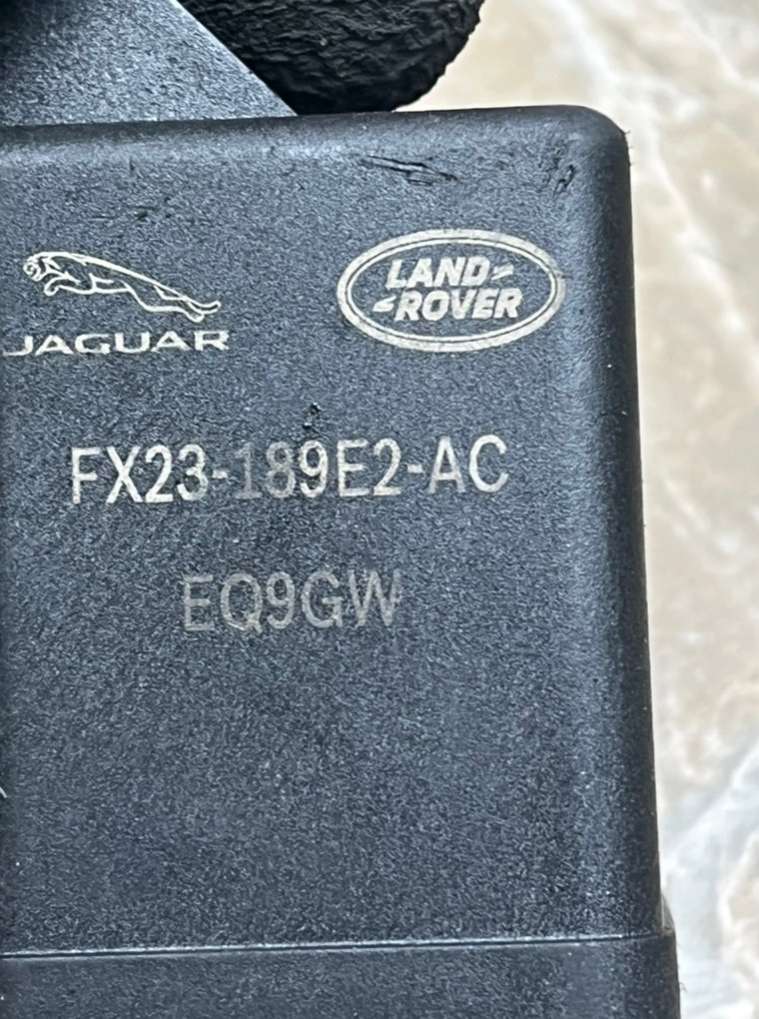 JAGUAR
LAND
ROVER
FX23-189E2-AC
EQ9GW